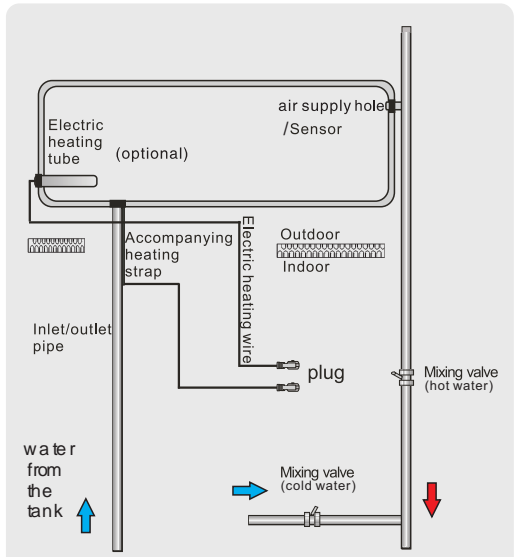 air supply hole
/Sensor
Electric
heating
tube
(optional)
Accompanying
heating
strap
Electric heating wire
Outdoor
Indoor
Inlet/outlet
pipe
plug
Mixing valve
(hot water)
water
from
the
tank
Mixing valve
(cold water)